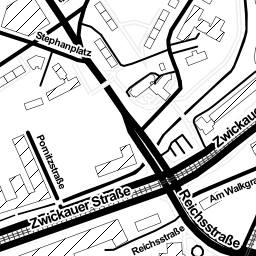 Stephanplatz
Zwickauer
Pornitzstraße
Am Walkgra
Zwickauer Straße
Reichsstraße
Reichsstraße